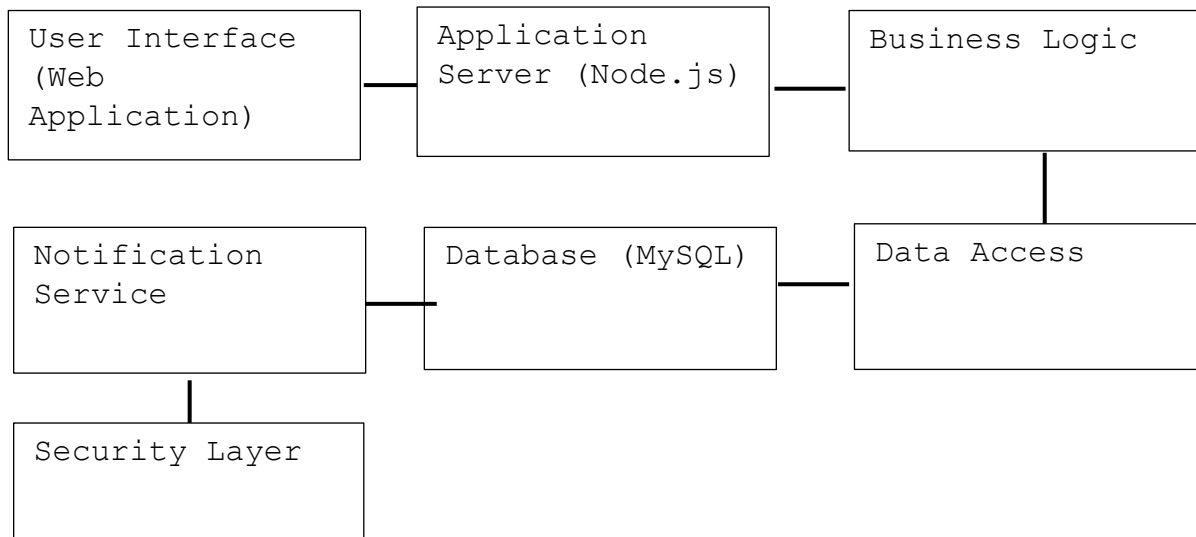 User Interface
(Web
Application)
Application
Server (Node.js)
Business Logic
Notification
Service
Database (MySQL)
Data Access
Security Layer